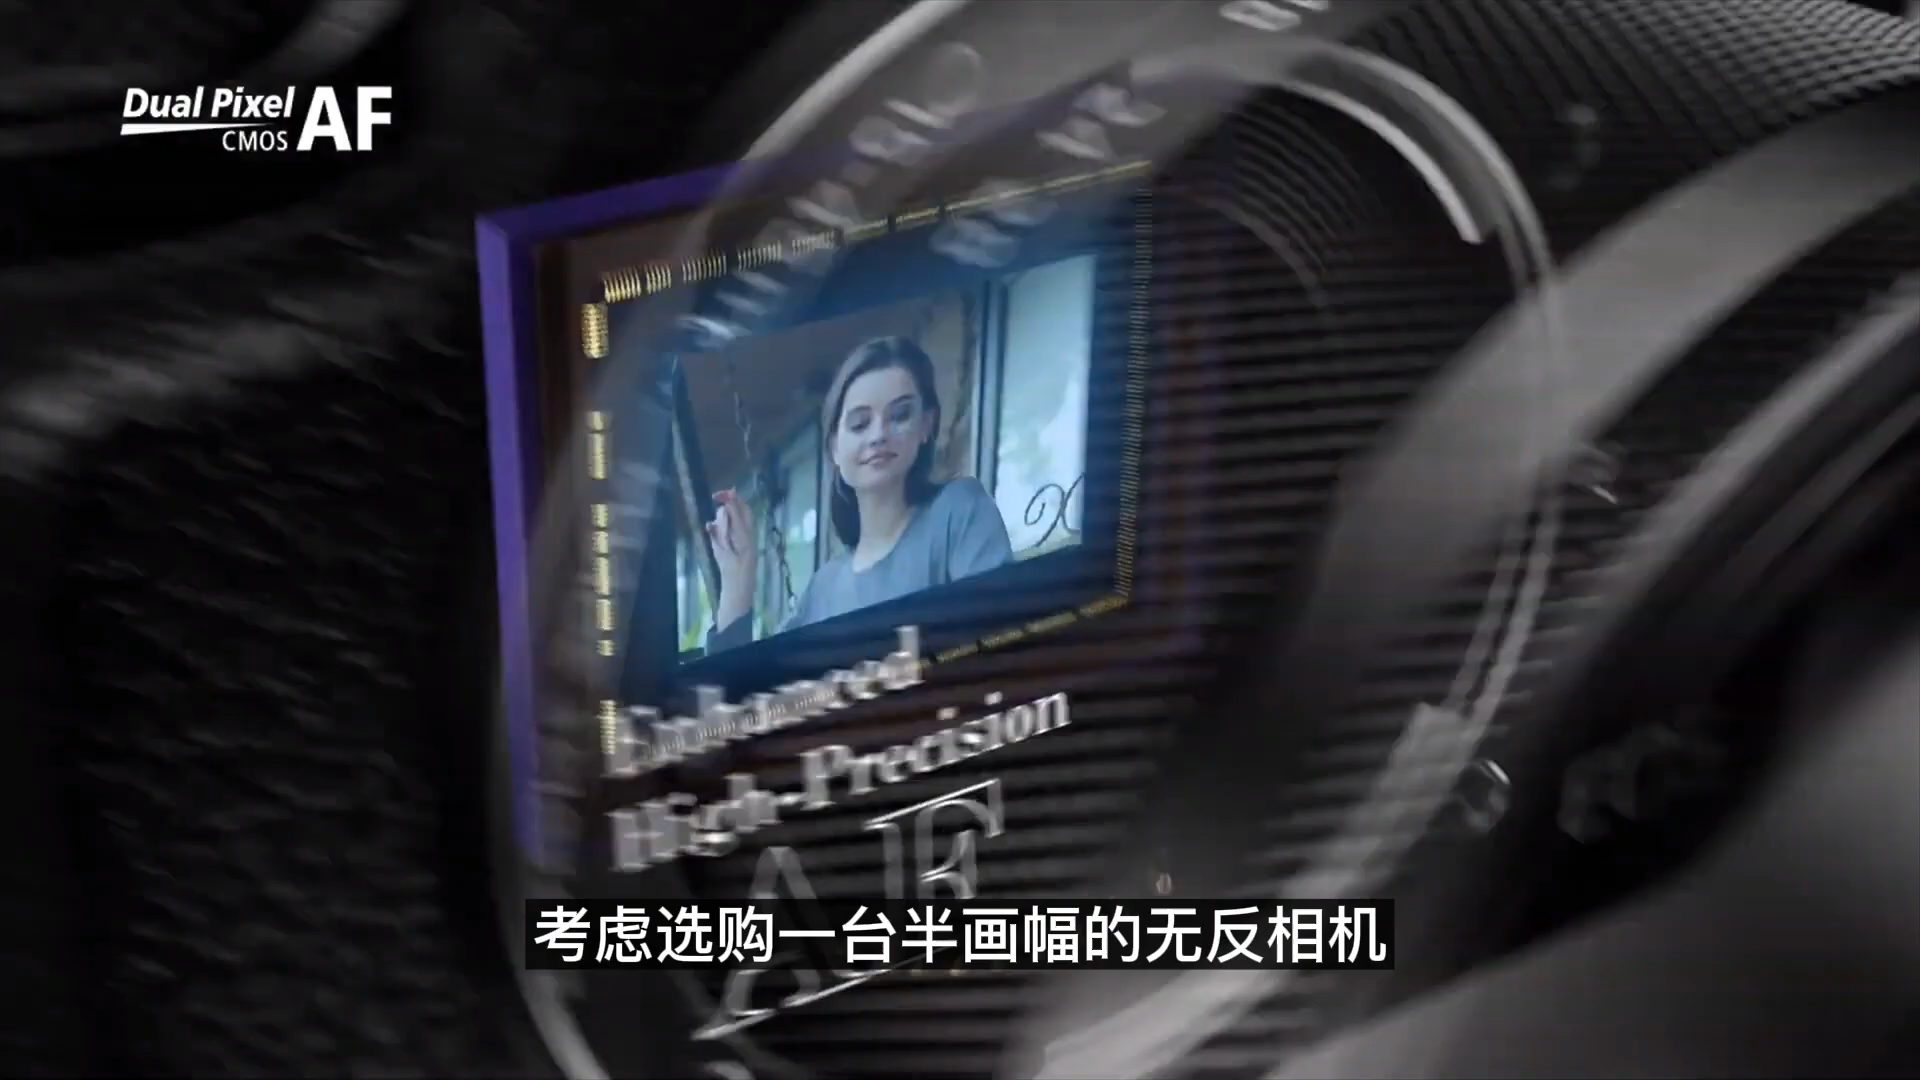 Dual Pixel
CMOS AF
Enhanced
High-Precision
AF
考虑选购一台半画幅的无反相机